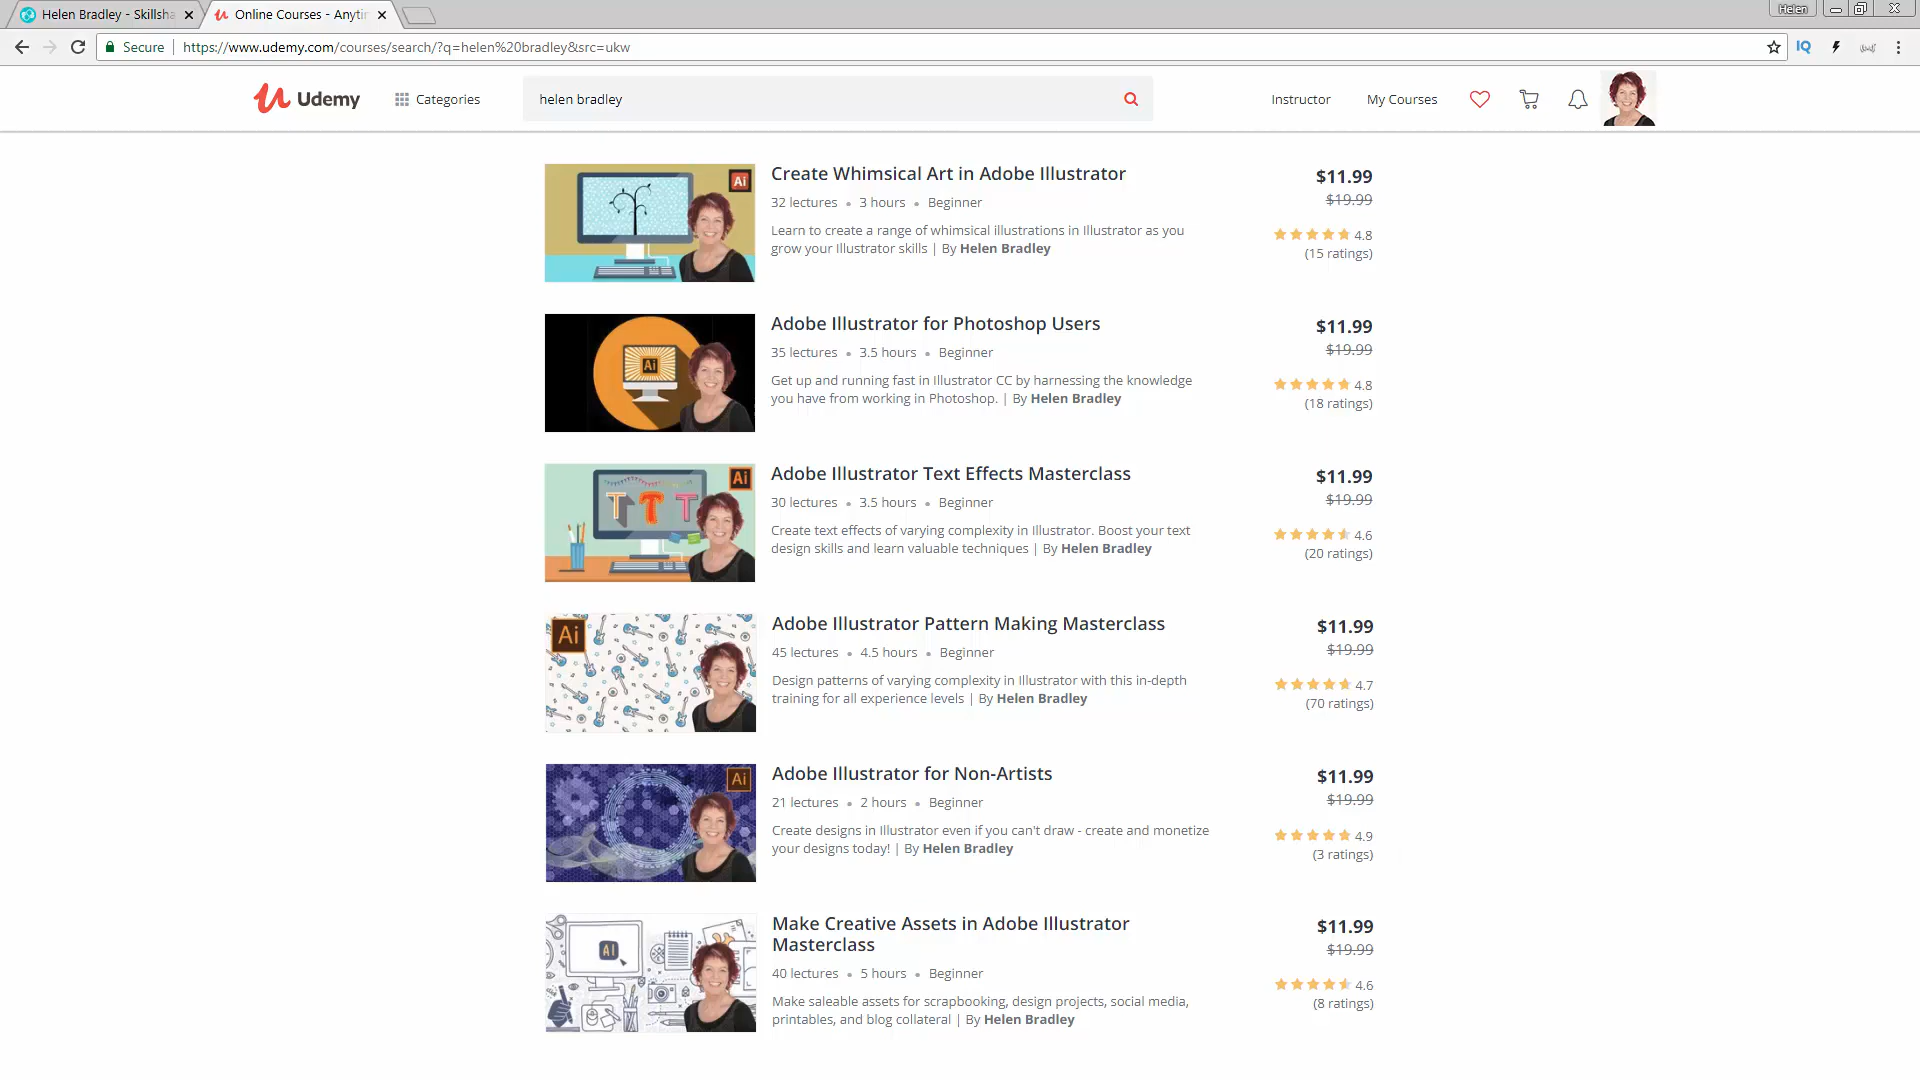 Helen Bradley - Skillsha
Online Courses - Anytin
Helen
Secure
https://www.udemy.com/courses/search/?q=helen%20bradley&src=ukw
IQ
Udemy
Categories
helen bradley
Instructor
My Courses
Ai
Create Whimsical Art in Adobe Illustrator
$11.99
32 lectures • 3 hours • Beginner
$19.99
Learn to create a range of whimsical illustrations in Illustrator as you
grow your Illustrator skills | By Helen Bradley
4.8
(15 ratings)
Ai
Adobe Illustrator for Photoshop Users
$11.99
35 lectures • 3.5 hours • Beginner
$19.99
Get up and running fast in Illustrator CC by harnessing the knowledge
you have from working in Photoshop. | By Helen Bradley
4.8
(18 ratings)
Ai
T T T
Adobe Illustrator Text Effects Masterclass
$11.99
30 lectures • 3.5 hours • Beginner
$19.99
Create text effects of varying complexity in Illustrator. Boost your text
design skills and learn valuable techniques | By Helen Bradley
4.6
(20 ratings)
Ai
Adobe Illustrator Pattern Making Masterclass
$11.99
45 lectures • 4.5 hours • Beginner
$19.99
Design patterns of varying complexity in Illustrator with this in-depth
training for all experience levels | By Helen Bradley
4.7
(70 ratings)
Ai
Adobe Illustrator for Non-Artists
$11.99
21 lectures • 2 hours • Beginner
$19.99
Create designs in Illustrator even if you can't draw - create and monetize
your designs today! | By Helen Bradley
4.9
(3 ratings)
AI
Make Creative Assets in Adobe Illustrator
Masterclass
$11.99
$19.99
40 lectures • 5 hours • Beginner
Make saleable assets for scrapbooking, design projects, social media,
printables, and blog collateral | By Helen Bradley
4.6
(8 ratings)